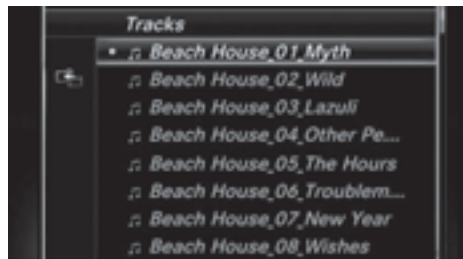 Tracks
Beach House_01_Myth
Beach House_02_Wild
Beach House_03_Lazuli
Beach House_04_Other Pe...
Beach House_05_The Hours
Beach House_06_Troublem...
Beach House_07_New Year
Beach House_08_Wishes